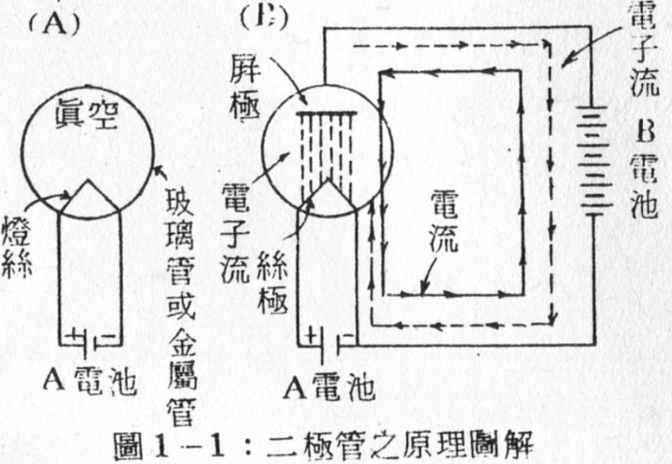 (A)
眞空
燈絲
玻璃管或金屬管
+
-
A電池
(B)
屛極
電子流
絲極
電流
電子流
B電池
+
-
A電池
圖1-1：二極管之原理圖解